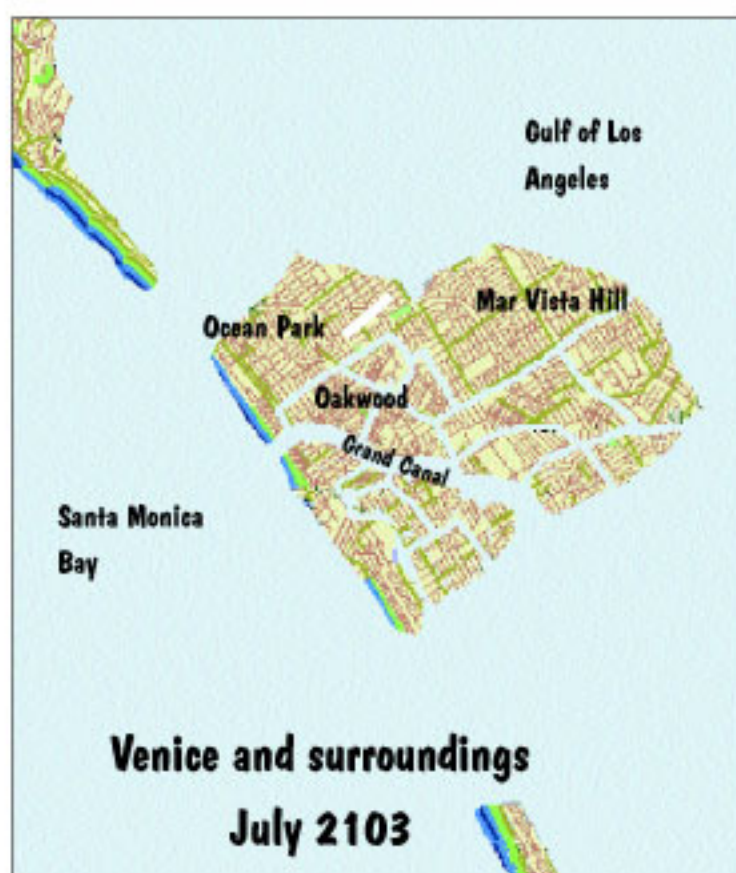 Gulf of Los
Angeles
Mar Vista Hill
Ocean Park
Oakwood
Grand Canal
Santa Monica
Bay
Venice and surroundings
July 2103